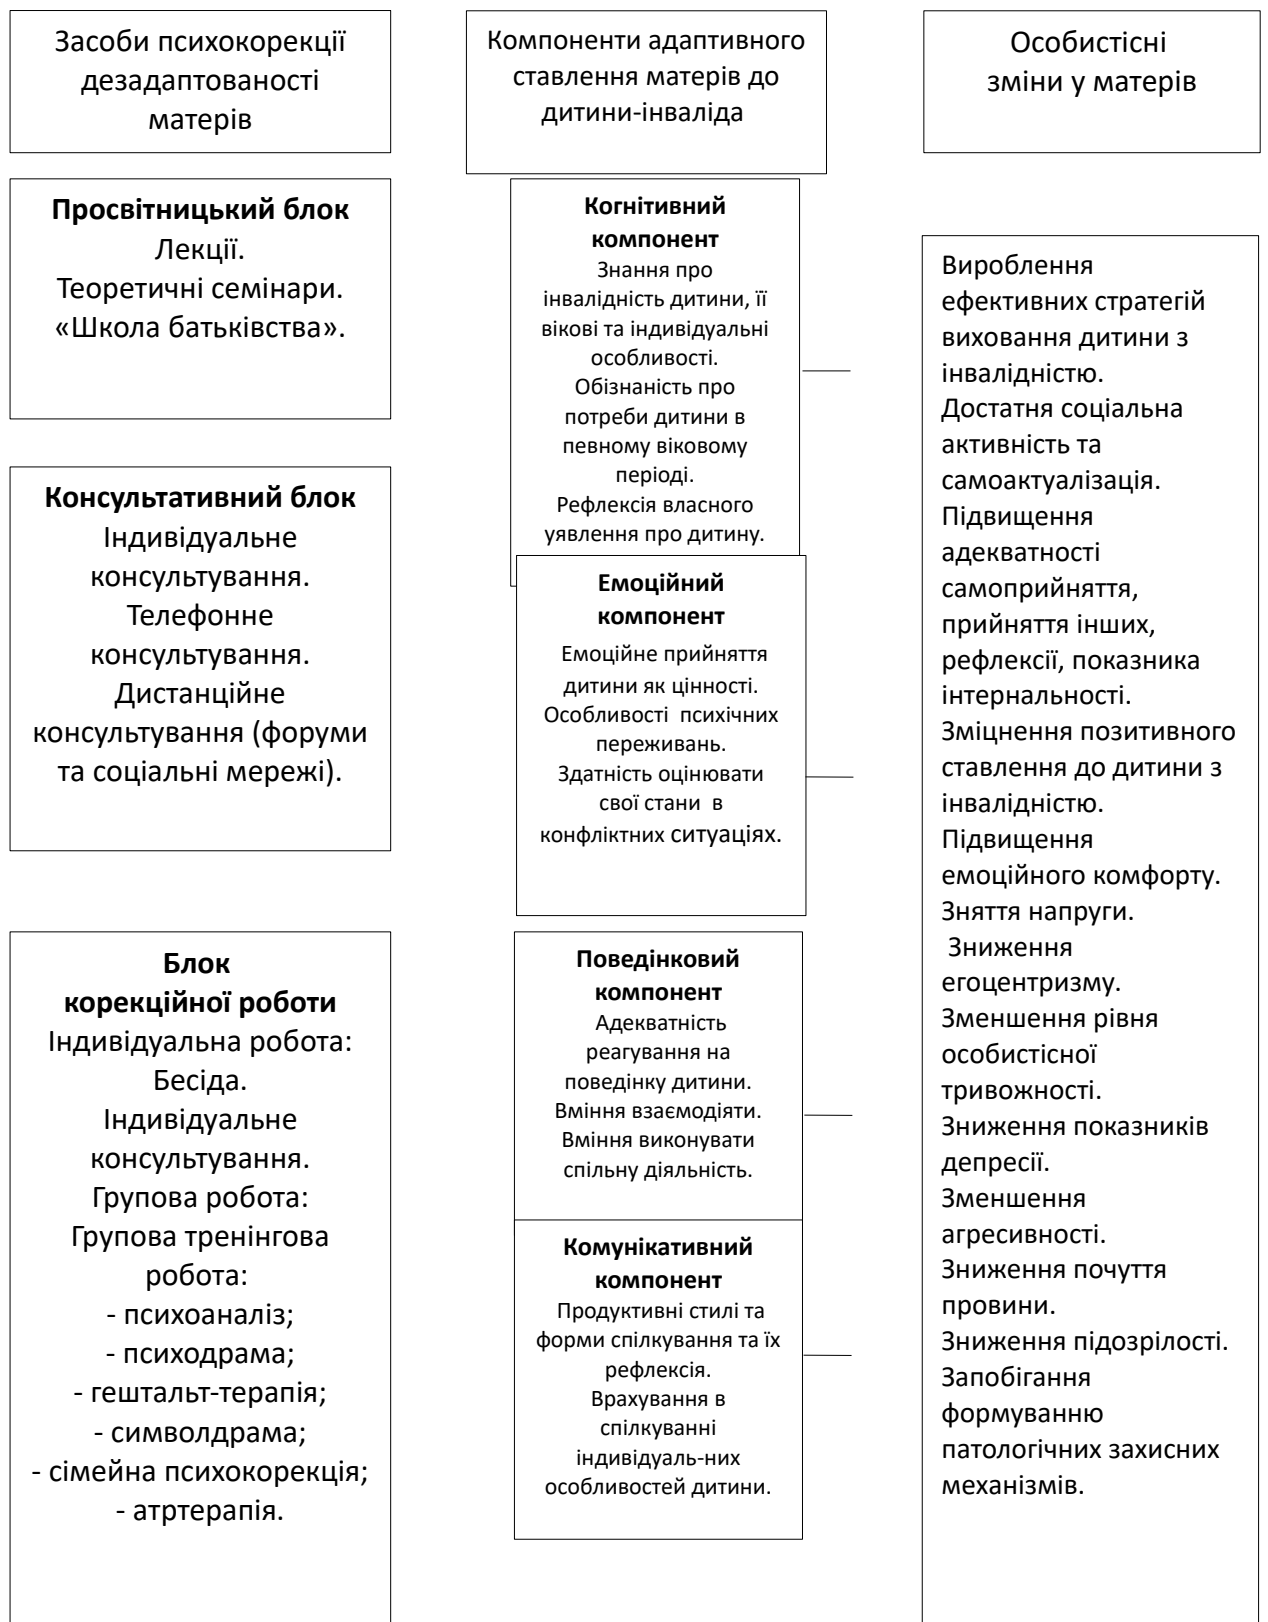 Засоби психокорекції
дезадаптованості
матерів
Компоненти адаптивного
ставлення матерів до
дитини-інваліда
Особистісні
зміни у матерів
Просвітницький блок
Лекції.
Теоретичні семінари.
«Школа батьківства».
Консультативний блок
Індивідуальне
консультування.
Телефонне
консультування.
Дистанційне
консультування (форуми
та соціальні мережі).
Блок
корекційної роботи
Індивідуальна робота:
Бесіда.
Індивідуальне
консультування.
Групова робота:
Групова тренінгова
робота:
- психоаналіз;
- психодрама;
- гештальт-терапія;
- символдрама;
- сімейна психокорекція;
- атртерапія.
Когнітивний
компонент
Знання про
інвалідність дитини, її
вікові та індивідуальні
особливості.
Обізнаність про
потреби дитини в
певному віковому
періоді.
Рефлексія власного
уявлення про дитину.
Емоційний
компонент
Емоційне прийняття
дитини як цінності.
Особливості психічних
переживань.
Здатність оцінювати
свої стани в
конфліктних ситуаціях.
Поведінковий
компонент
Адекватність
реагування на
поведінку дитини.
Вміння взаємодіяти.
Вміння виконувати
спільну діяльність.
Комунікативний
компонент
Продуктивні стилі та
форми спілкування та їх
рефлексія.
Врахування в
спілкуванні
індивідуаль-них
особливостей дитини.
Вироблення
ефективних стратегій
виховання дитини з
інвалідністю.
Достатня соціальна
активність та
самоактуалізація.
Підвищення
адекватності
самоприйняття,
прийняття інших,
рефлексії, показника
інтернальності.
Зміцнення позитивного
ставлення до дитини з
інвалідністю.
Підвищення
емоційного комфорту.
Зняття напруги.
Зниження
егоцентризму.
Зменшення рівня
особистісної
тривожності.
Зниження показників
депресії.
Зменшення
агресивності.
Зниження почуття
провини.
Зниження підозрілості.
Запобігання
формуванню
патологічних захисних
механізмів.